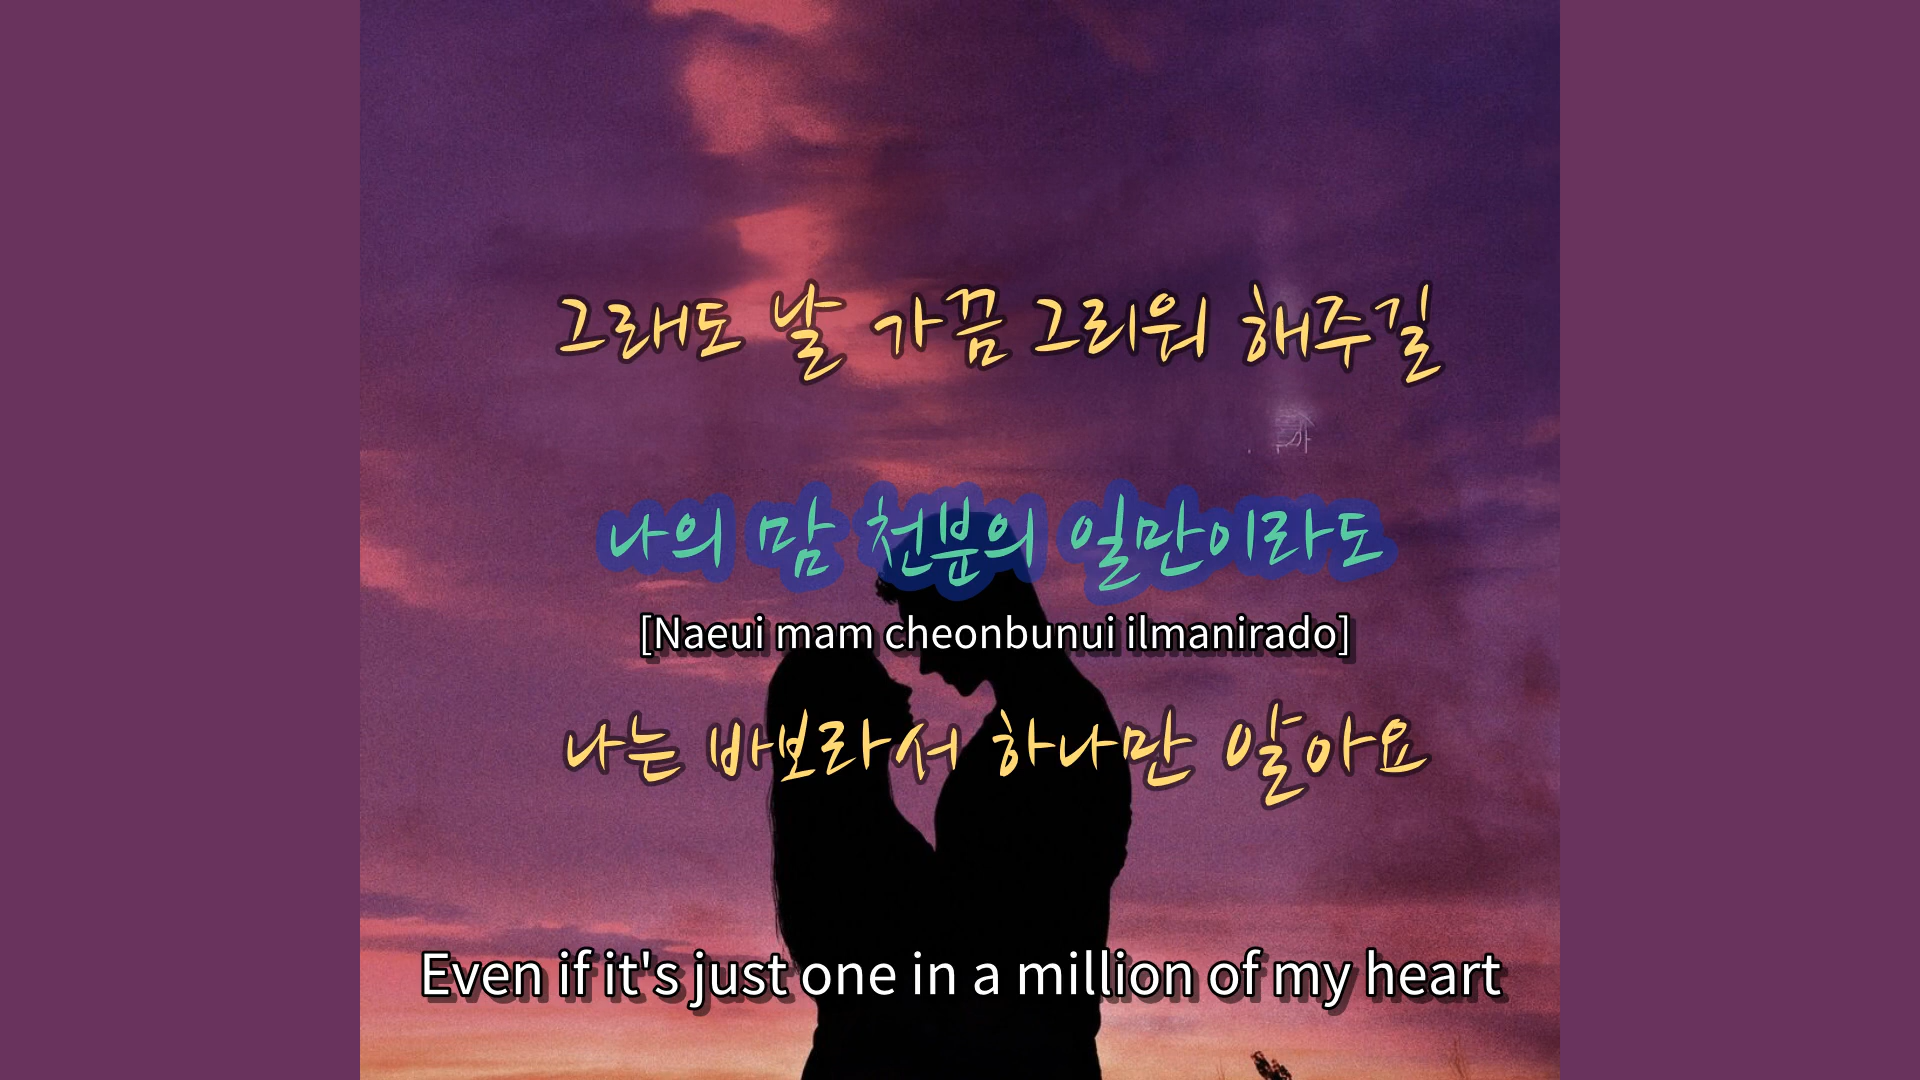 그래도 날 가끔 그리워 해주길
나의 맘 천분의 일만이라도
[Naeui mam cheonbunui ilmanirado]
나는 바보라서 하나만 알아요
Even if it's just one in a million of my heart